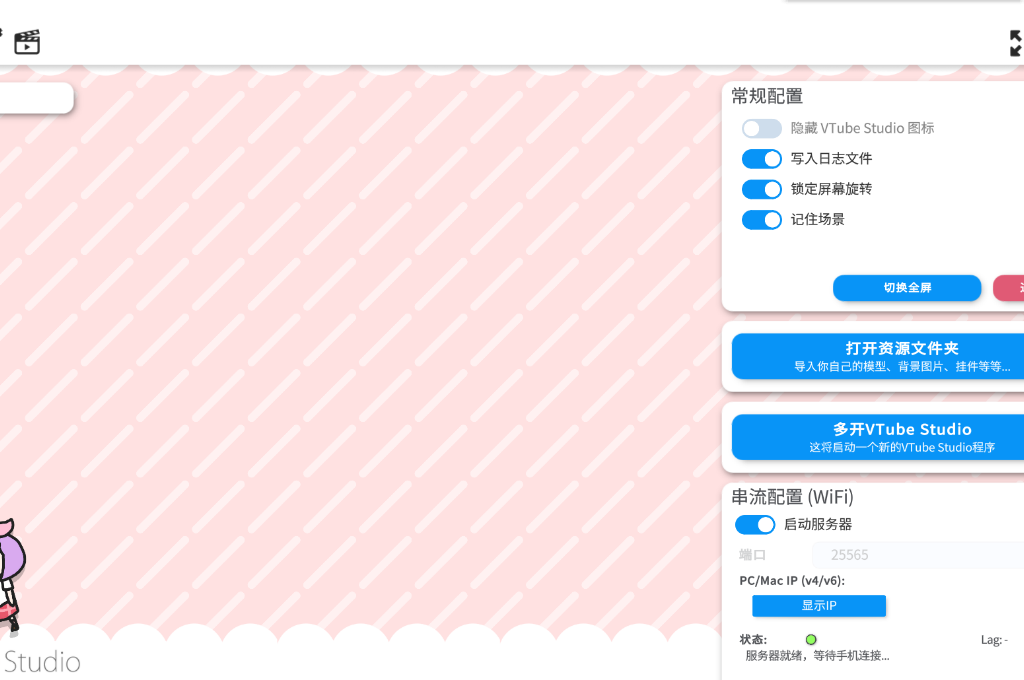 常规配置
隐藏 VTube Studio 图标
写入日志文件
锁定屏幕旋转
记住场景
切换全屏
打开资源文件夹
导入你自己的模型、背景图片、挂件等等...
多开VTube Studio
这将启动一个新的VTube Studio程序
串流配置 (WiFi)
启动服务器
端口 25565
PC/Mac IP (v4/v6):
显示IP
状态: Lag: -
服务器就绪，等待手机连接...
Studio